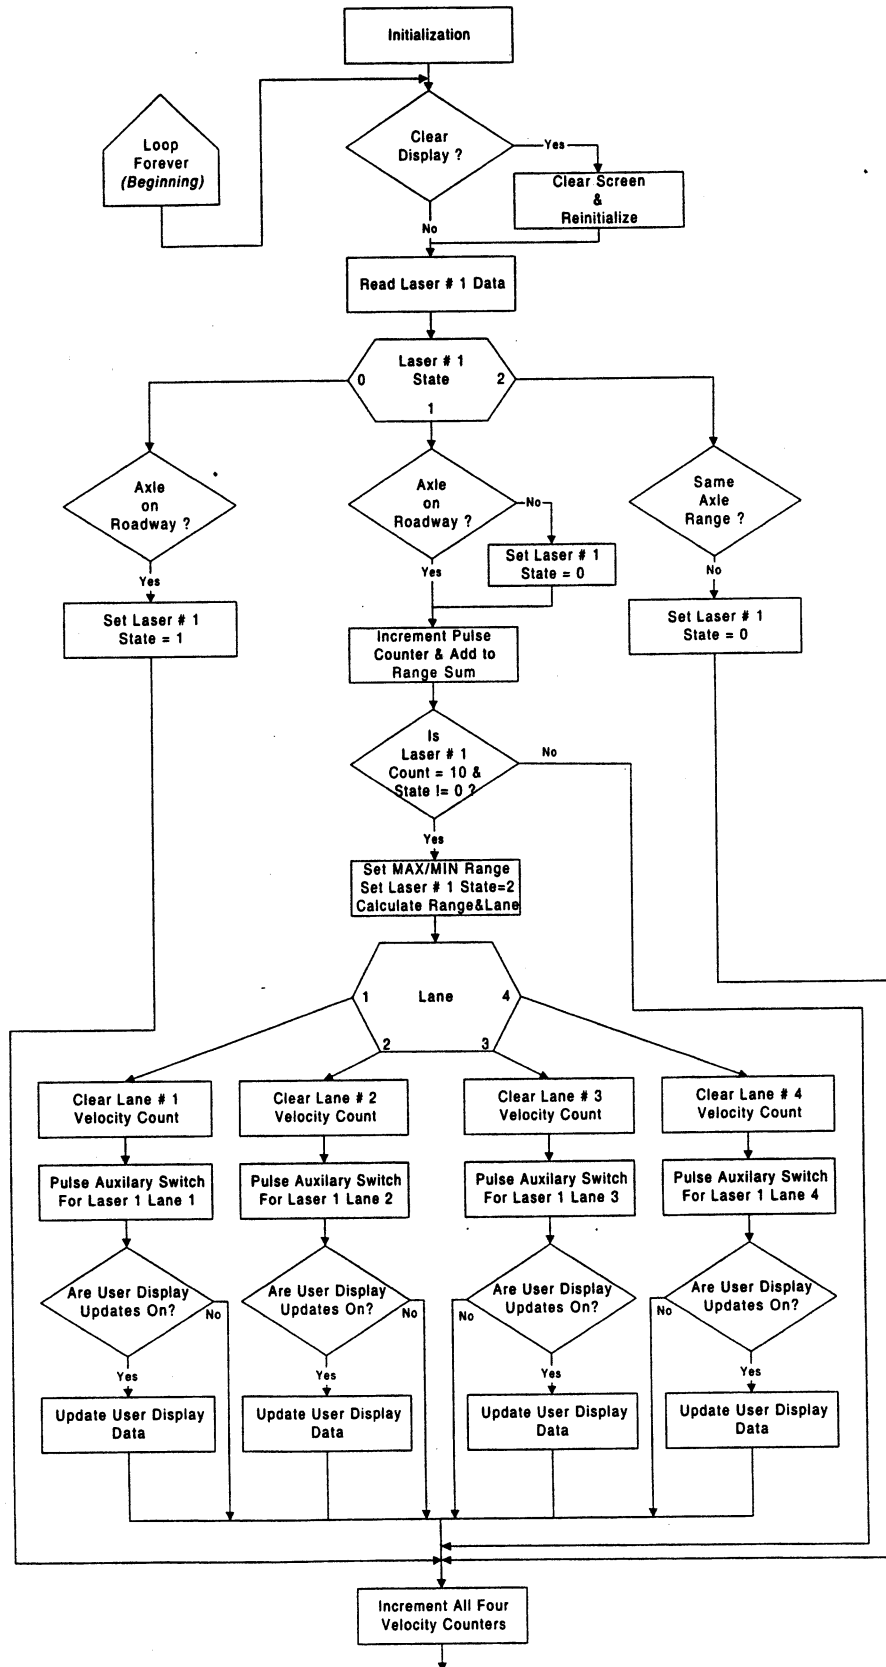 Initialization
Loop
Forever
(Beginning)
Clear
Display ?
Yes
Clear Screen
&
Reinitialize
No
Read Laser # 1 Data
Laser # 1
State
0
1
2
Axle
on
Roadway ?
Yes
Set Laser # 1
State = 1
Axle
on
Roadway ?
No
Set Laser # 1
State = 0
Yes
Same
Axle
Range ?
No
Set Laser # 1
State = 0
Increment Pulse
Counter & Add to
Range Sum
Is
Laser # 1
Count = 10 &
State != 0 ?
No
Yes
Set MAX/MIN Range
Set Laser # 1 State=2
Calculate Range&Lane
Lane
1
2
3
4
Clear Lane # 1
Velocity Count
Clear Lane # 2
Velocity Count
Clear Lane # 3
Velocity Count
Clear Lane # 4
Velocity Count
Pulse Auxilary Switch
For Laser 1 Lane 1
Pulse Auxilary Switch
For Laser 1 Lane 2
Pulse Auxilary Switch
For Laser 1 Lane 3
Pulse Auxilary Switch
For Laser 1 Lane 4
Are User Display
Updates On?
No
Yes
Are User Display
Updates On?
No
Yes
Are User Display
Updates On?
No
Yes
Are User Display
Updates On?
No
Yes
Update User Display
Data
Update User Display
Data
Update User Display
Data
Update User Display
Data
Increment All Four
Velocity Counters